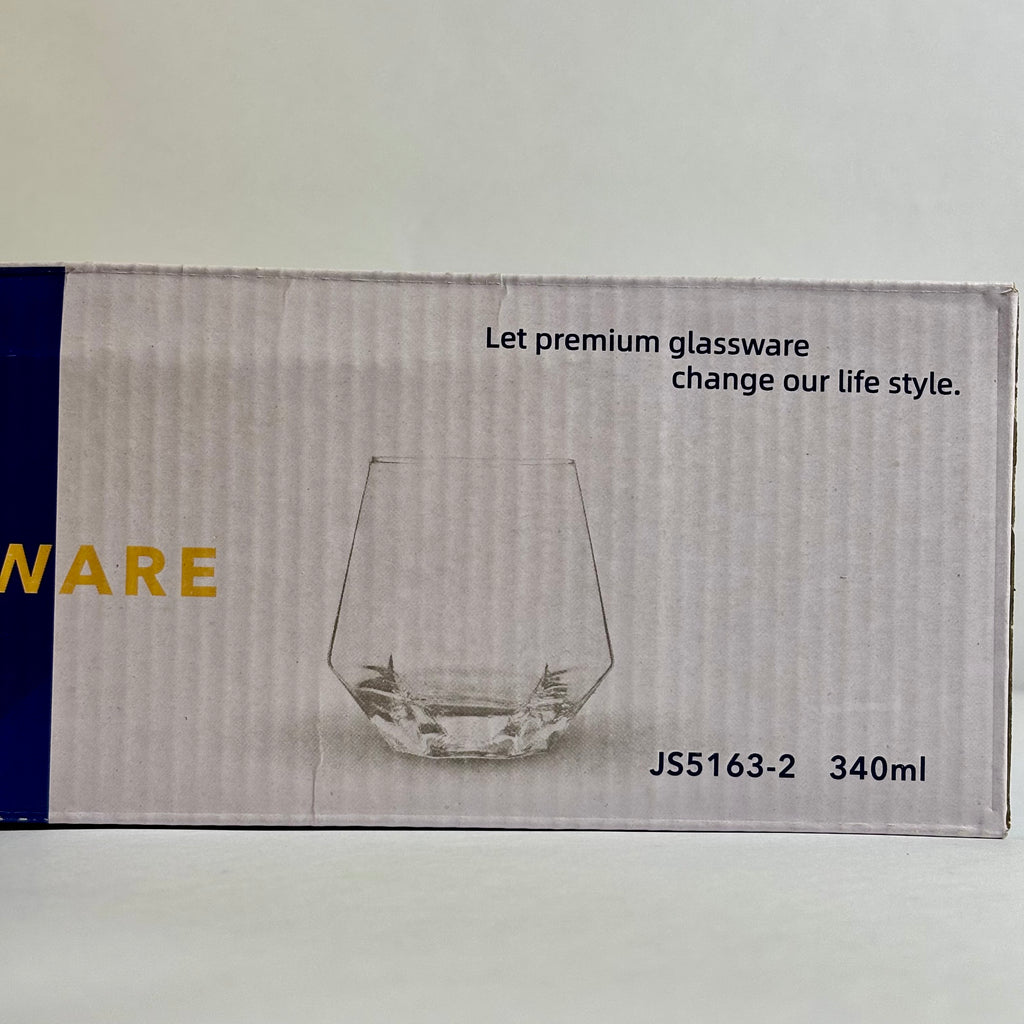 Let premium glassware
change our life style.
WARE
JS5163-2 340ml